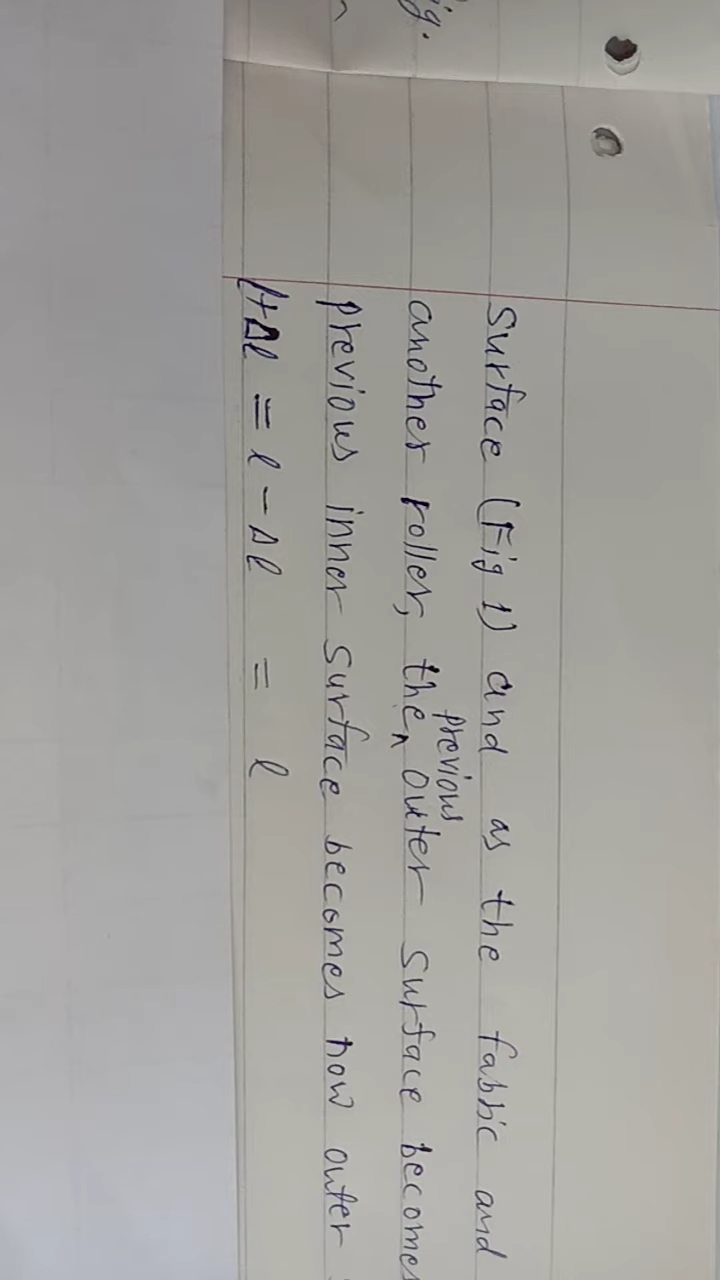 ig.
surface (Fig 1) and as the fabric and
another roller, the ^ previous outer surface becomes
previous inner surface becomes now outer
l+Δl = l - Δl = l